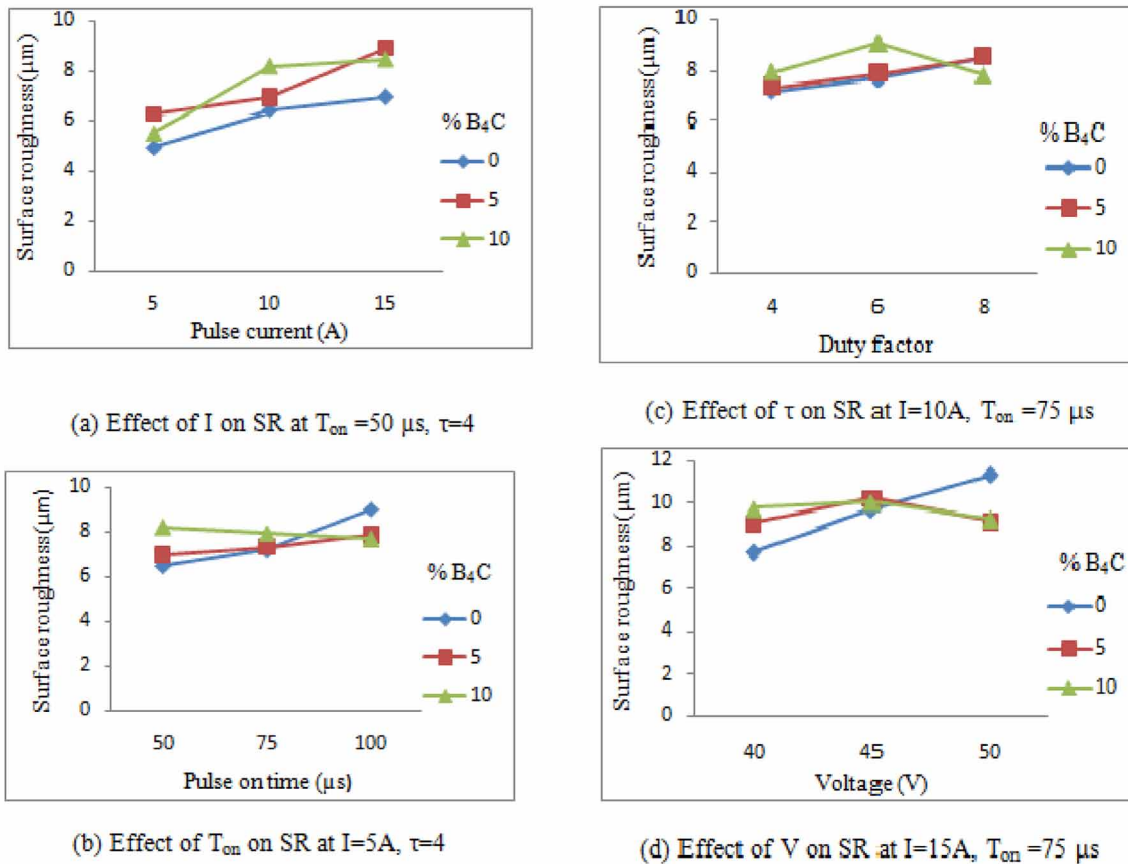 10
8
6
4
2
0
Surface roughness(μm)
5 10 15
Pulse current (A)
% B₄C
0
5
10
(a) Effect of I on SR at Tₒₙ =50 μs, τ=4
10
8
6
4
2
0
Surface roughness(μm)
4 6 8
Duty factor
% B₄C
0
5
10
(c) Effect of τ on SR at I=10A, Tₒₙ =75 μs
10
8
6
4
2
0
Surface roughness(μm)
50 75 100
Pulse on time (μs)
% B₄C
0
5
10
(b) Effect of Tₒₙ on SR at I=5A, τ=4
12
10
8
6
4
2
0
Surface roughness(μm)
40 45 50
Voltage (V)
% B₄C
0
5
10
(d) Effect of V on SR at I=15A, Tₒₙ =75 μs